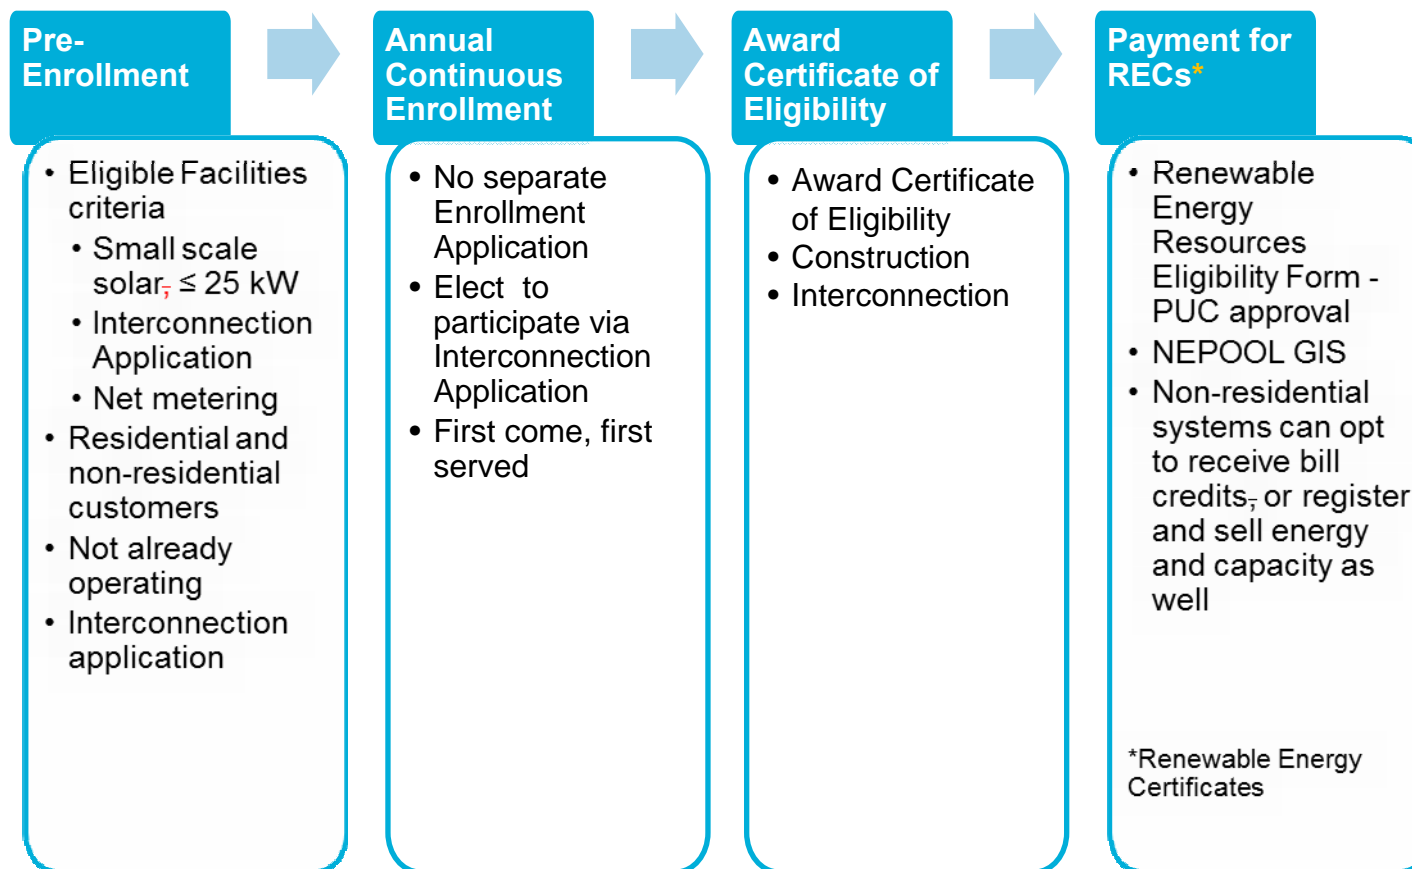 Pre-
Enrollment
• Eligible Facilities
criteria
• Small scale
solar, ≤ 25 kW
• Interconnection
Application
• Net metering
• Residential and
non-residential
customers
• Not already
operating
• Interconnection
application
Annual
Continuous
Enrollment
• No separate
Enrollment
Application
• Elect to
participate via
Interconnection
Application
• First come, first
served
Award
Certificate of
Eligibility
• Award Certificate
of Eligibility
• Construction
• Interconnection
Payment for
RECs*
• Renewable
Energy
Resources
Eligibility Form -
PUC approval
• NEPOOL GIS
• Non-residential
systems can opt
to receive bill
credits, or register
and sell energy
and capacity as
well
*Renewable Energy
Certificates